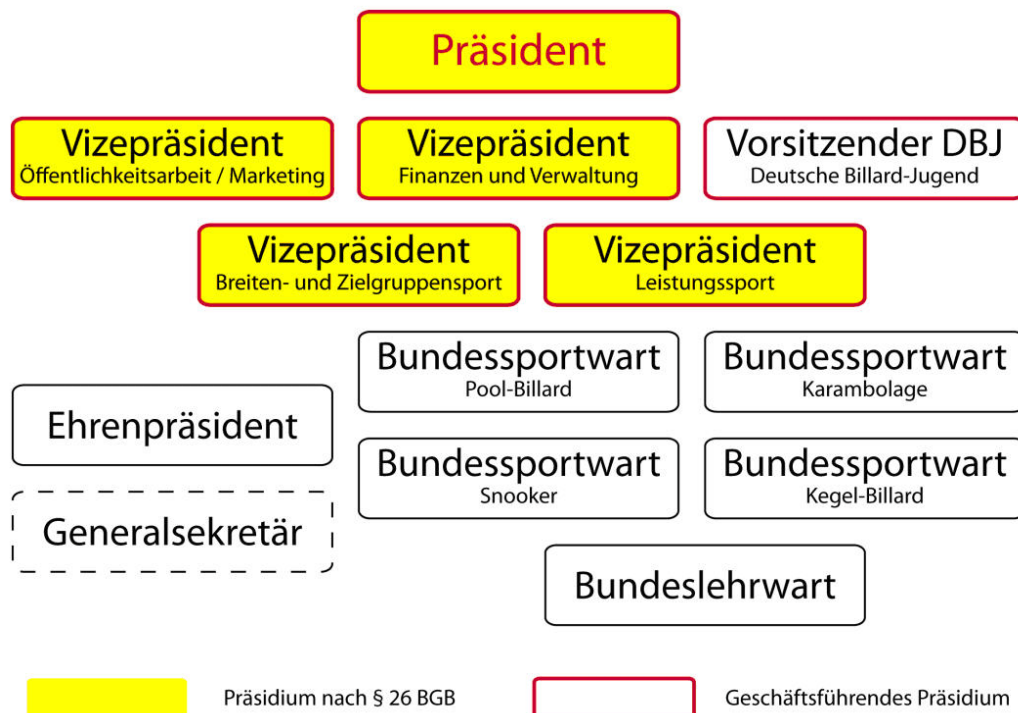 Präsident
Vizepräsident
Öffentlichkeitsarbeit / Marketing
Vizepräsident
Finanzen und Verwaltung
Vorsitzender DBJ
Deutsche Billard-Jugend
Vizepräsident
Breiten- und Zielgruppensport
Vizepräsident
Leistungssport
Bundessportwart
Pool-Billard
Bundessportwart
Karambolage
Ehrenpräsident
Bundessportwart
Snooker
Bundessportwart
Kegel-Billard
Generalsekretär
Bundeslehrwart
Präsidium nach § 26 BGB
Geschäftsführendes Präsidium